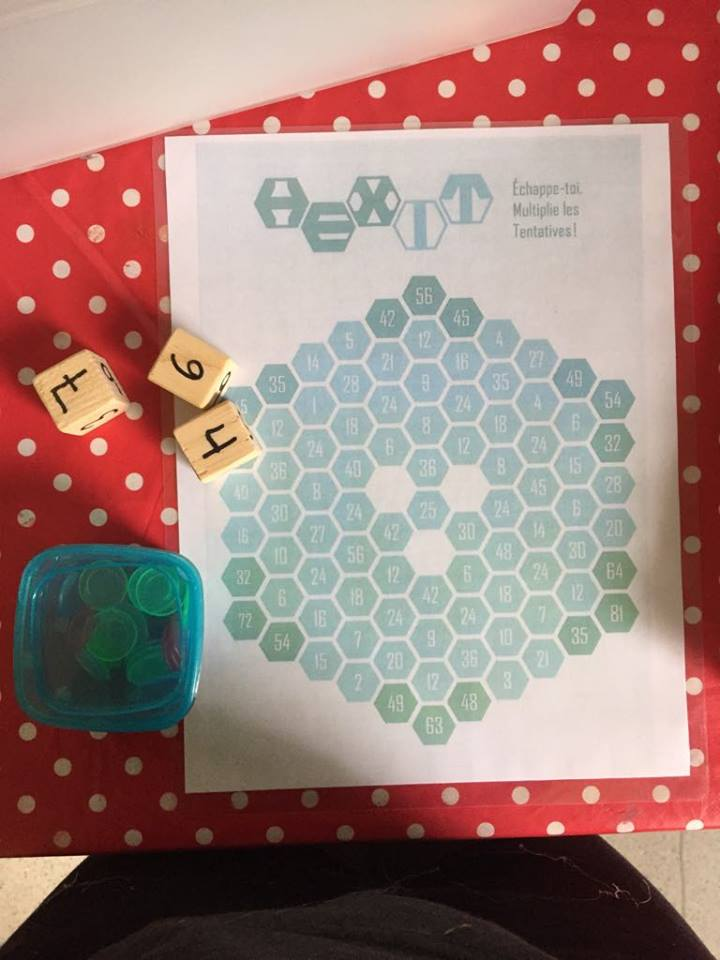 HEXIT
Échappe-toi,
Multiplie les
Tentatives !
56
42 45
5 12 4
14 21 16 27
35 28 9 35 49
1 24 24 4 54
12 18 8 18 6
24 6 12 24 32
36 40 36 8 15
40 8 45 28
30 24 25 24 6
16 27 42 30 14 20
10 56 48 30
32 24 12 6 24 64
6 18 42 18 12
72 16 24 24 7 81
54 7 9 10 35
15 20 36 21
2 12 3
49 48
63
7
4